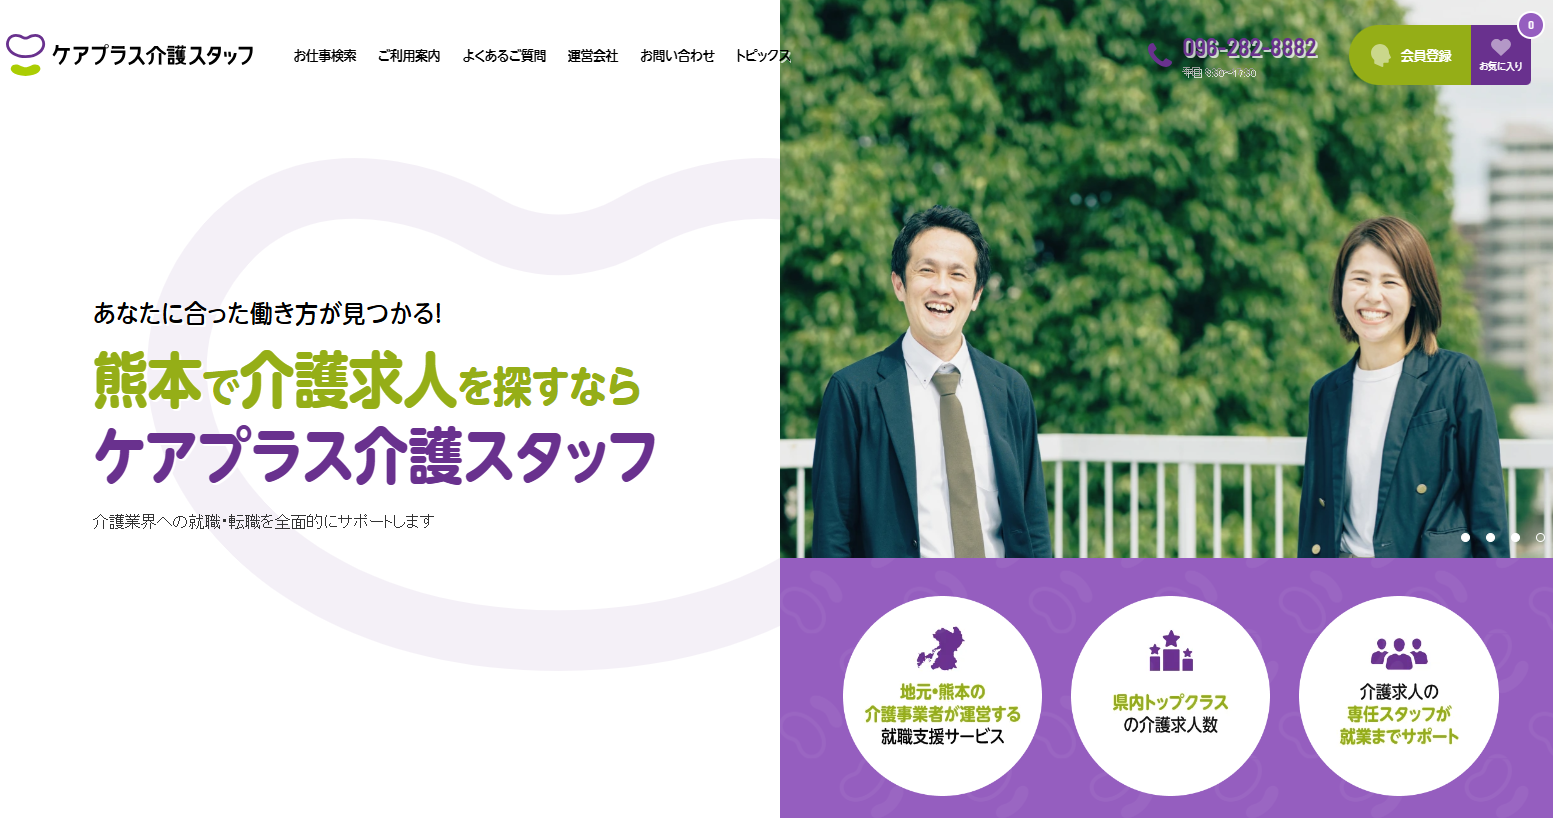 ケアプラス介護スタッフ
お仕事検索 ご利用案内 よくあるご質問 運営会社 お問い合わせ トピックス
096-282-8882
平日 8:30〜17:30
会員登録
0
お気に入り
あなたに合った働き方が見つかる!
熊本で介護求人を探すなら
ケアプラス介護スタッフ
介護業界への就職・転職を全面的にサポートします
地元・熊本の
介護事業者が運営する
就職支援サービス
県内トップクラス
の介護求人数
介護求人の
専任スタッフが
就業までサポート